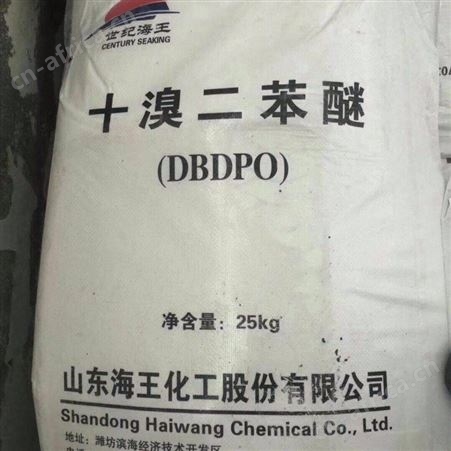 世纪海王
CENTURY SEAKING
十溴二苯醚
(DBDPO)
净含量：25kg
山东海王化工股份有限公司
Shandong Haiwang Chemical Co., Ltd.
地址：潍坊滨海经济技术开发区